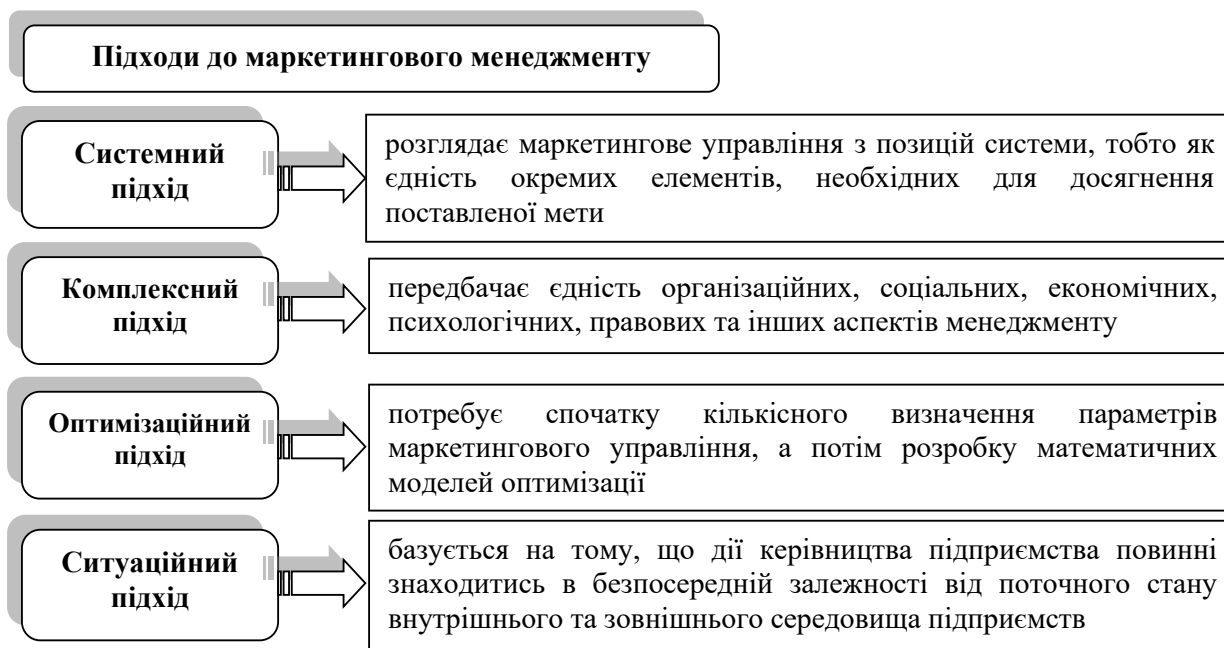 Підходи до маркетингового менеджменту
Системний
підхід
розглядає маркетингове управління з позицій системи, тобто як
єдність окремих елементів, необхідних для досягнення
поставленої мети
Комплексний
підхід
передбачає єдність організаційних, соціальних, економічних,
психологічних, правових та інших аспектів менеджменту
Оптимізаційний
підхід
потребує спочатку кількісного визначення параметрів
маркетингового управління, а потім розробку математичних
моделей оптимізації
Ситуаційний
підхід
базується на тому, що дії керівництва підприємства повинні
знаходитись в безпосередній залежності від поточного стану
внутрішнього та зовнішнього середовища підприємств